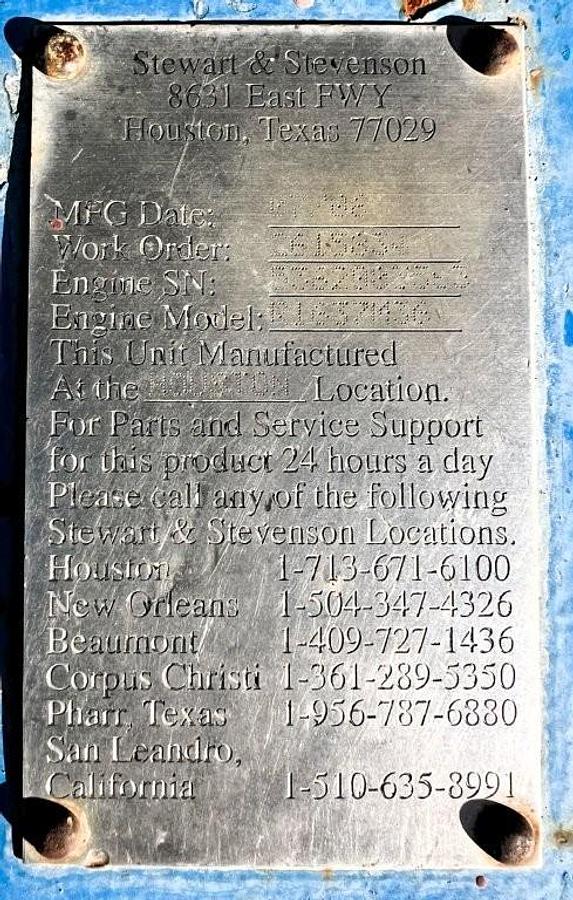 Stewart & Stevenson
8631 East FWY
Houston, Texas 77029
MFG Date: '06
Work Order:
Engine SN:
Engine Model:
This Unit Manufactured
At the HOUSTON Location.
For Parts and Service Support
for this product 24 hours a day
Please call any of the following
Stewart & Stevenson Locations.
Houston 1-713-671-6100
New Orleans 1-504-347-4326
Beaumont 1-409-727-1436
Corpus Christi 1-361-289-5350
Pharr, Texas 1-956-787-6880
San Leandro,
California 1-510-635-8991